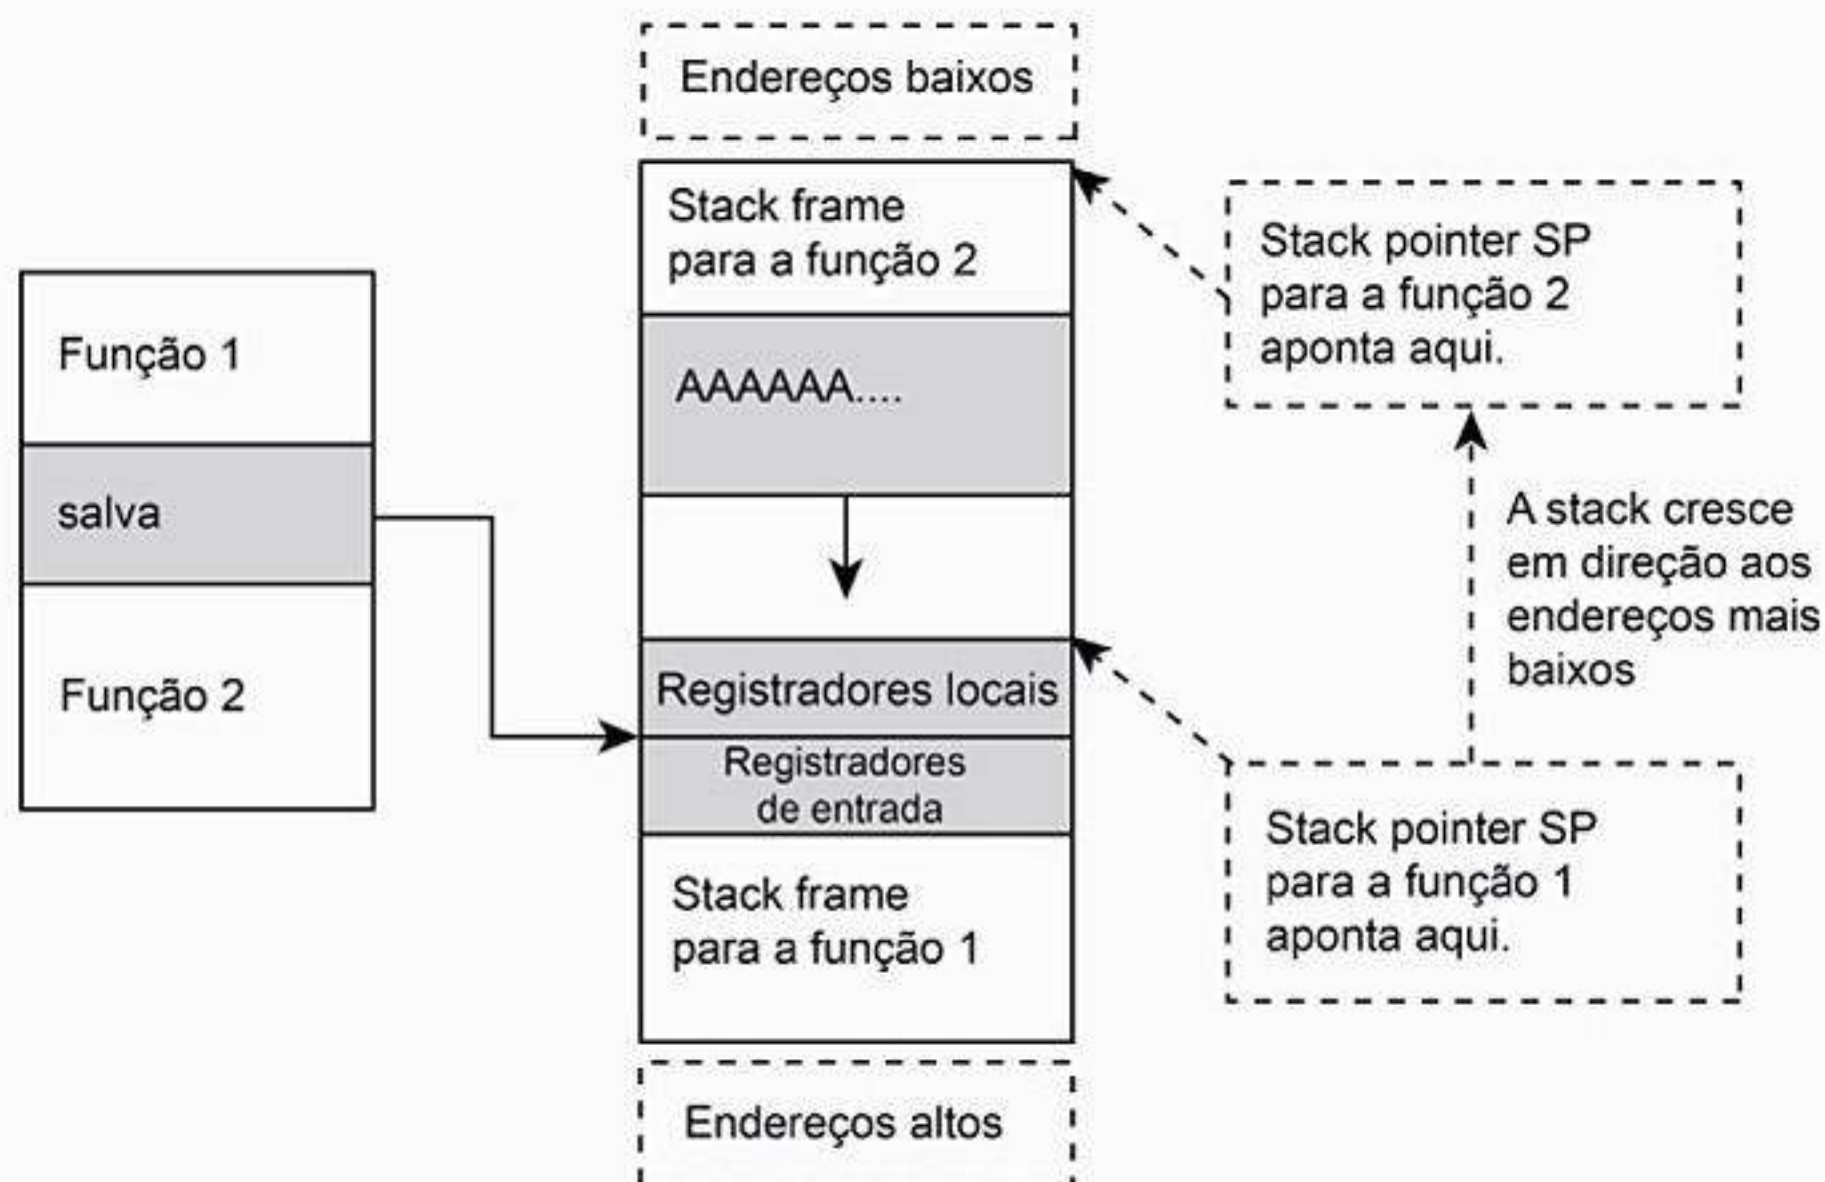 Endereços baixos
Stack frame
para a função 2
AAAAAA....
Registradores locais
Registradores
de entrada
Stack frame
para a função 1
Endereços altos
Função 1
salva
Função 2
Stack pointer SP
para a função 2
aponta aqui.
A stack cresce
em direção aos
endereços mais
baixos
Stack pointer SP
para a função 1
aponta aqui.